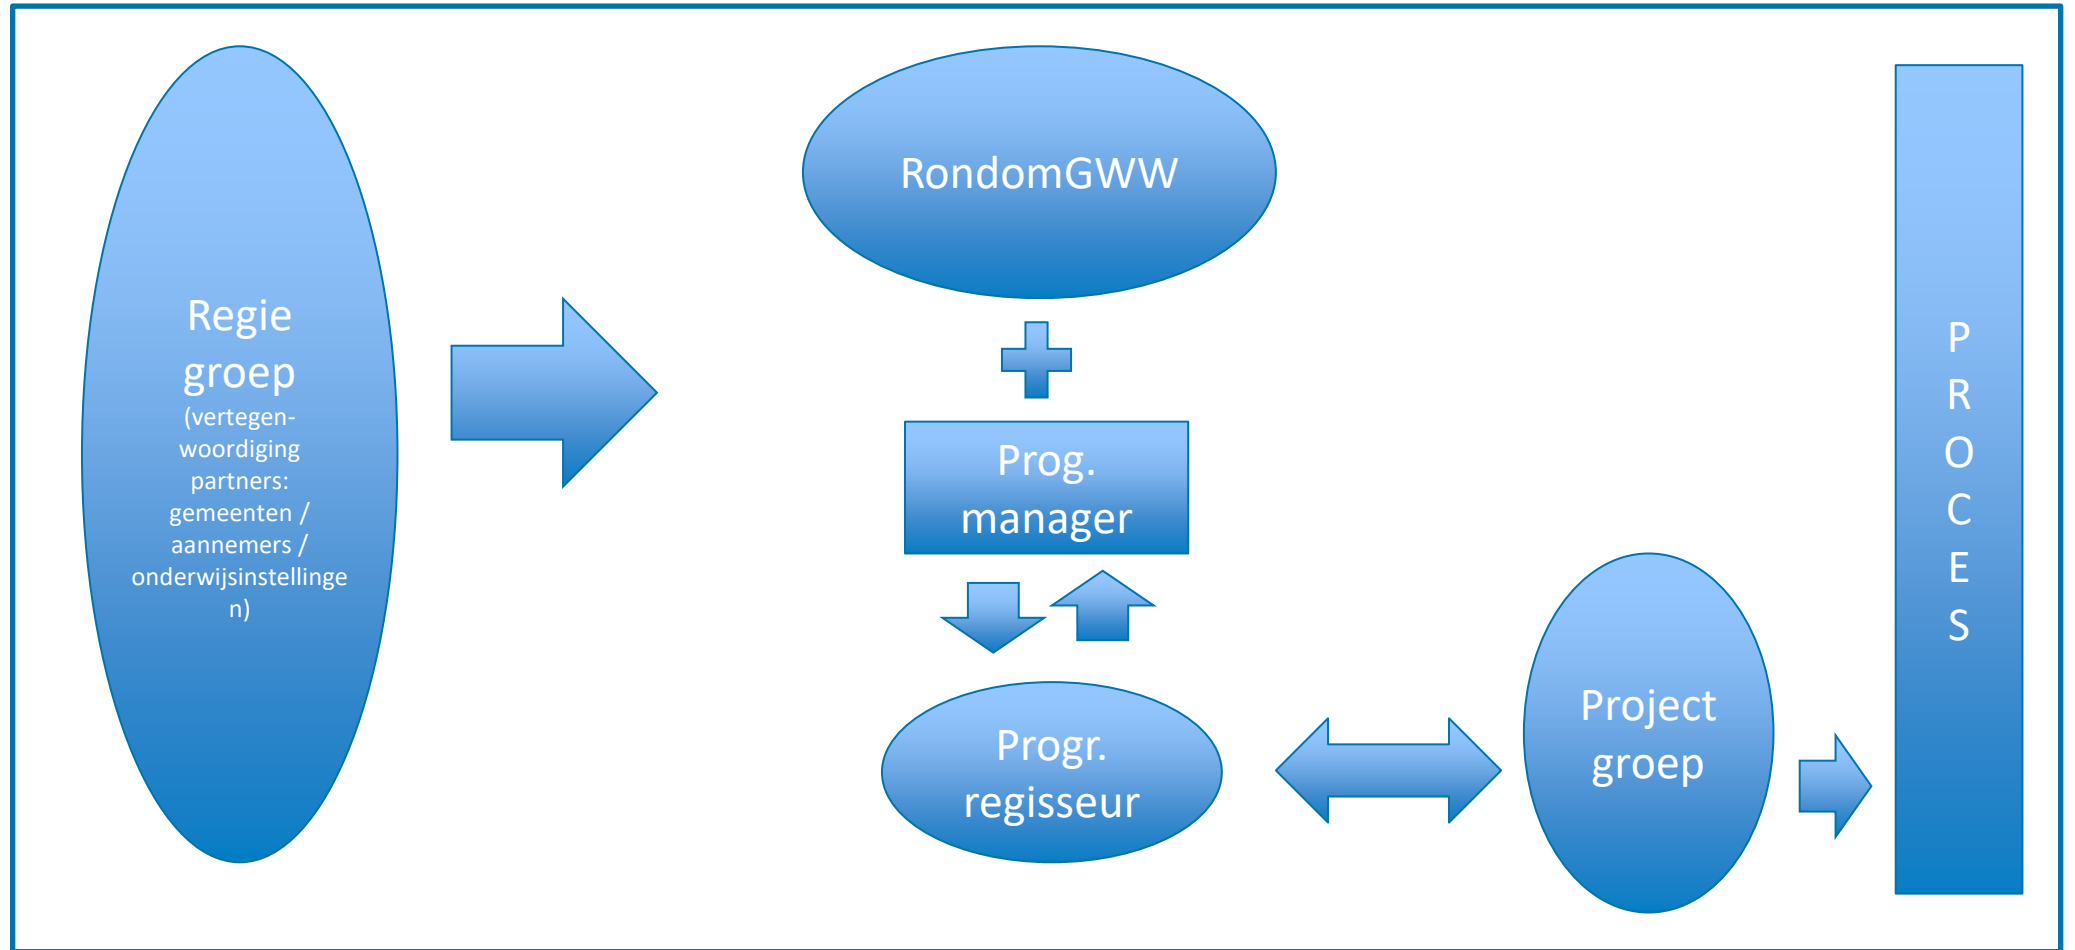 Regie
groep
(vertegen-
woordiging
partners:
gemeenten /
aannemers /
onderwijsinstellinge
n)
RondomGWW
Prog.
manager
Progr.
regisseur
Project
groep
P
R
O
C
E
S